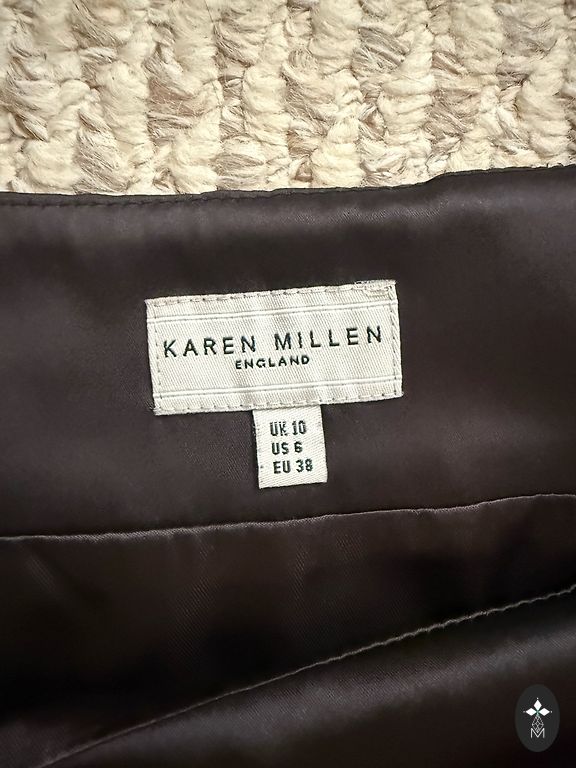 KAREN MILLEN
ENGLAND
UK 10
US 6
EU 38
M